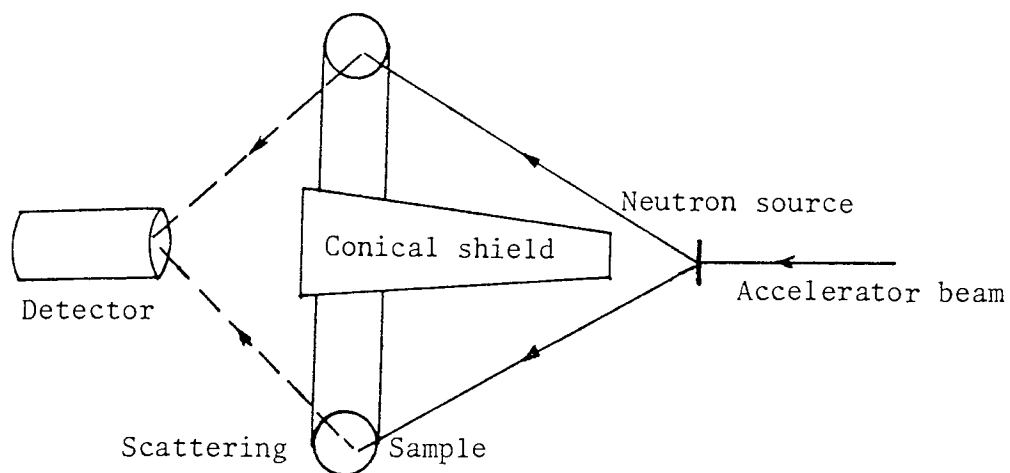 Neutron source
Conical shield
Accelerator beam
Detector
Scattering Sample